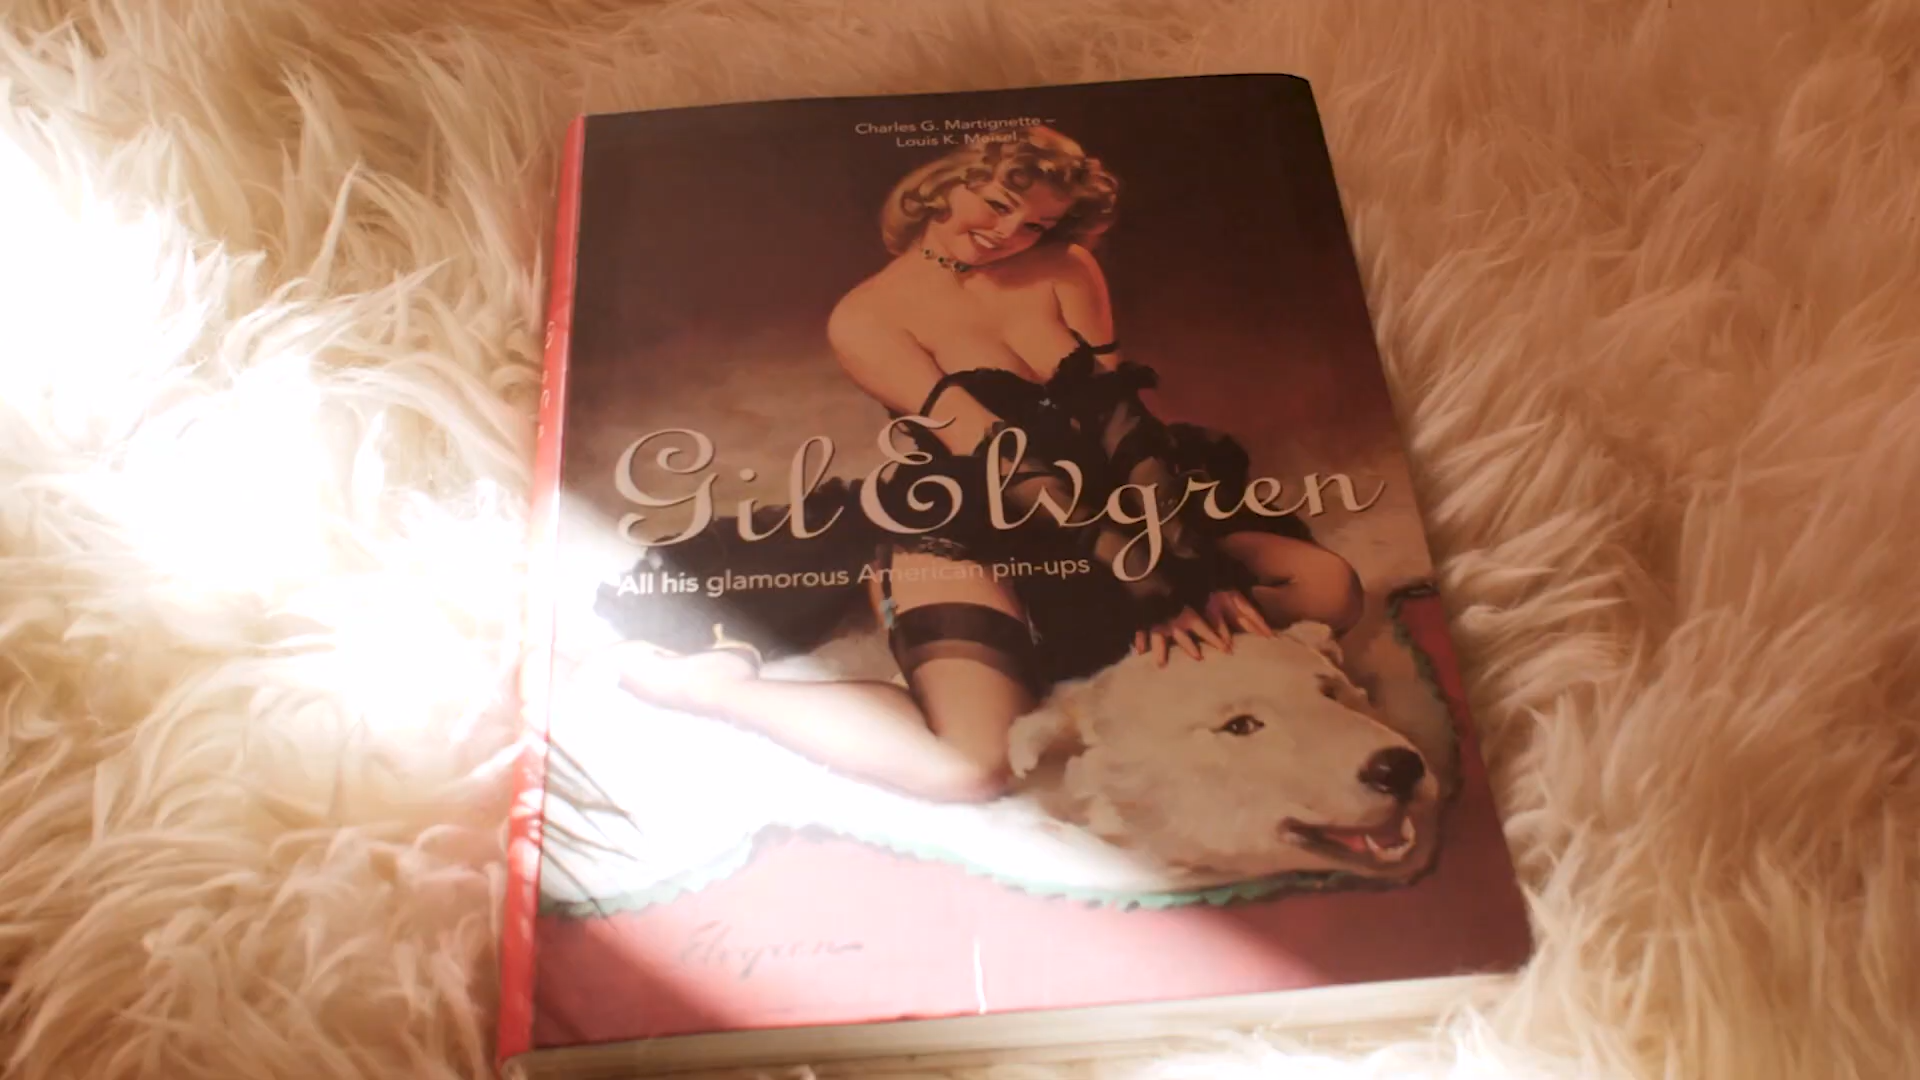 Charles G. Martignette –
Louis K. Meisel
Gil Elvgren
All his glamorous American pin-ups
Elvgren